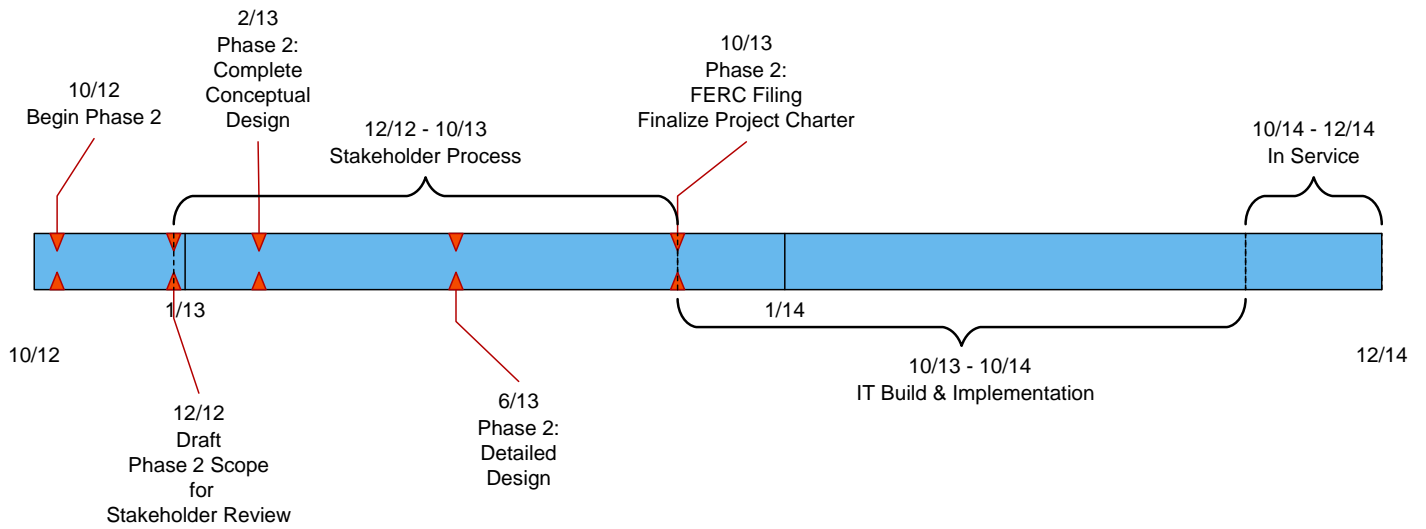 2/13
Phase 2:
Complete
Conceptual
Design
10/12
Begin Phase 2
12/12 - 10/13
Stakeholder Process
10/13
Phase 2:
FERC Filing
Finalize Project Charter
10/14 - 12/14
In Service
1/13
1/14
10/12
12/14
12/12
Draft
Phase 2 Scope
for
Stakeholder Review
6/13
Phase 2:
Detailed
Design
10/13 - 10/14
IT Build & Implementation